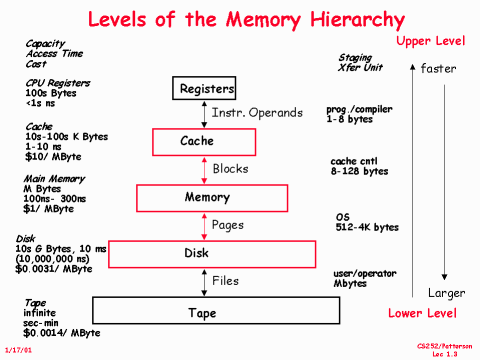 Levels of the Memory Hierarchy
Capacity
Access Time
Cost
CPU Registers
100s Bytes
<1s ns
Cache
10s-100s K Bytes
1-10 ns
$10/ MByte
Main Memory
M Bytes
100ns- 300ns
$1/ MByte
Disk
10s G Bytes, 10 ms
(10,000,000 ns)
$0.0031/ MByte
Tape
infinite
sec-min
$0.0014/ MByte
Registers
Instr. Operands
Cache
Blocks
Memory
Pages
Disk
Files
Tape
Staging
Xfer Unit
prog./compiler
1-8 bytes
cache cntl
8-128 bytes
OS
512-4K bytes
user/operator
Mbytes
Upper Level
faster
Larger
Lower Level
1/17/01
CS252/Patterson
Lec 1.3